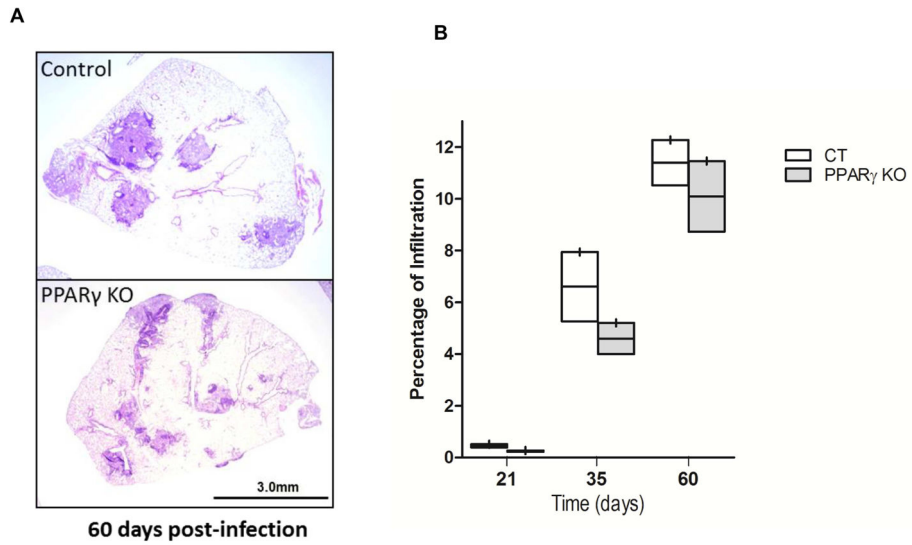 A
Control
PPARγ KO
3.0mm
60 days post-infection
B
Percentage of Infiltration
12
10
8
6
4
2
0
21 35 60
Time (days)
CT
PPARγ KO